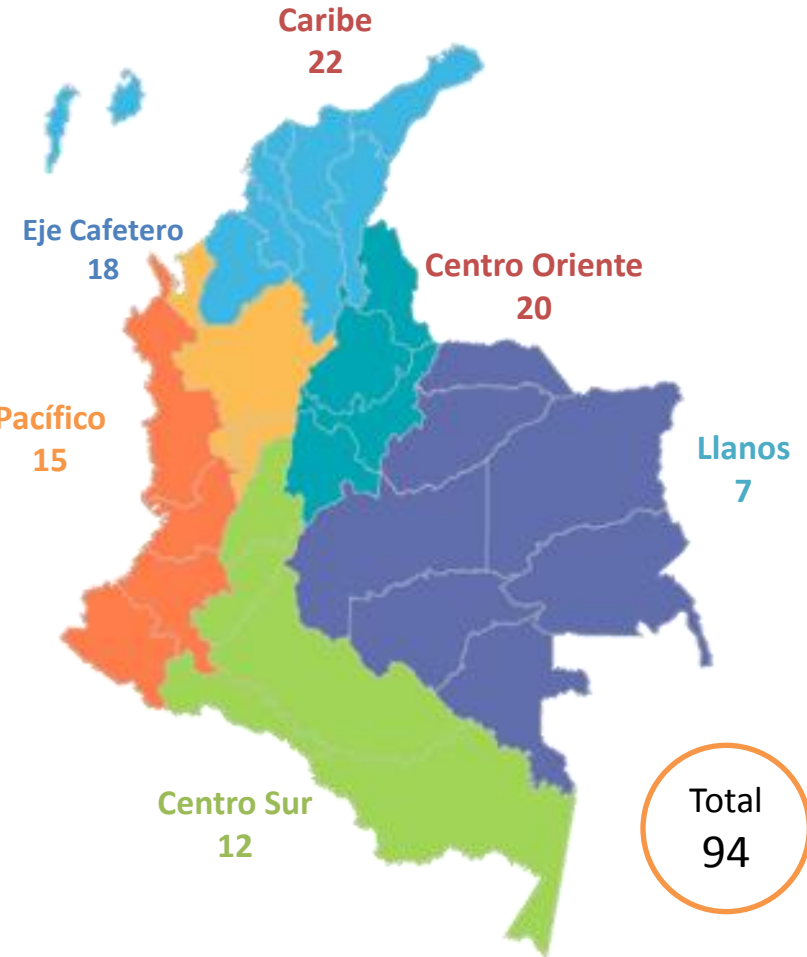 Caribe
22
Eje Cafetero
18
Centro Oriente
20
Pacífico
15
Llanos
7
Centro Sur
12
Total
94